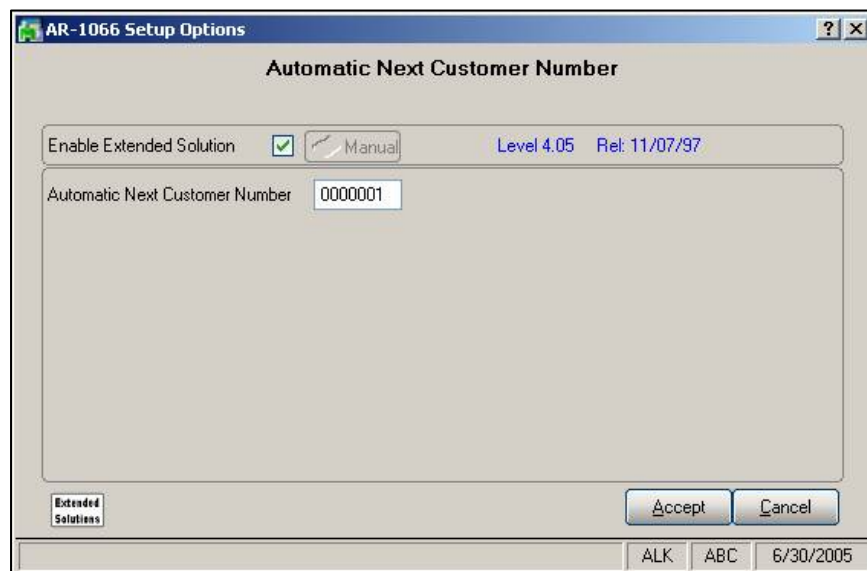 AR-1066 Setup Options
Automatic Next Customer Number
Enable Extended Solution Manual Level 4.05 Rel: 11/07/97
Automatic Next Customer Number 0000001
Extended
Solutions
Accept Cancel
ALK ABC 6/30/2005